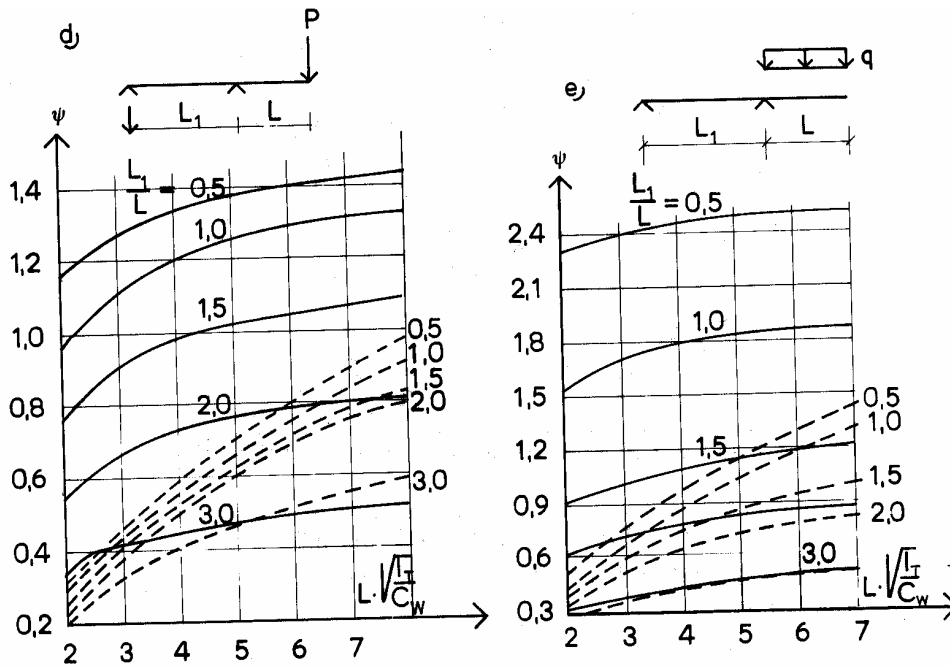 d)
P
L₁ L
ψ
L₁/L = 0,5
1,4
1,2
1,0
0,8
0,6
0,4
0,2
1,0
1,5
2,0
3,0
0,5
1,0
1,5
2,0
3,0
L·√(I_T/C_W)
2 3 4 5 6 7
e)
q
L₁ L
ψ
L₁/L = 0,5
2,4
2,1
1,8
1,5
1,2
0,9
0,6
0,3
1,0
1,5
3,0
0,5
1,0
1,5
2,0
L·√(I_T/C_W)
2 3 4 5 6 7